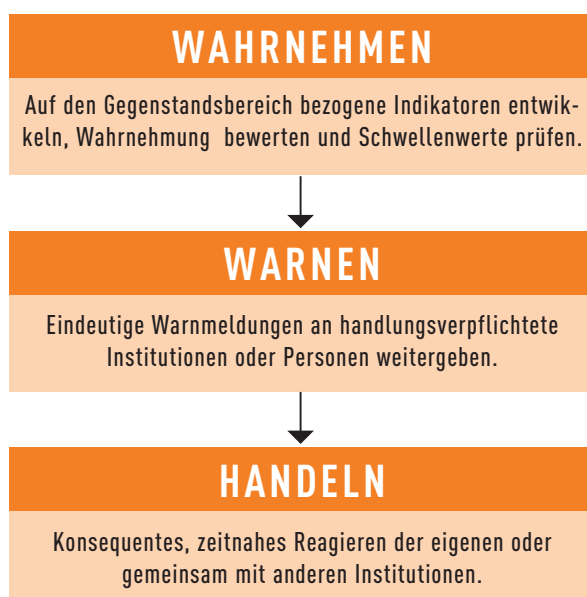 WAHRNEHMEN
Auf den Gegenstandsbereich bezogene Indikatoren entwik-
keln, Wahrnehmung bewerten und Schwellenwerte prüfen.
WARNEN
Eindeutige Warnmeldungen an handlungsverpflichtete
Institutionen oder Personen weitergeben.
HANDELN
Konsequentes, zeitnahes Reagieren der eigenen oder
gemeinsam mit anderen Institutionen.